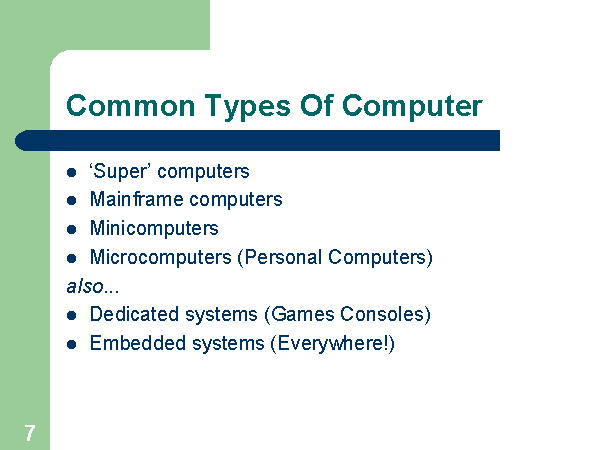 Common Types Of Computer
● ‘Super’ computers
● Mainframe computers
● Minicomputers
● Microcomputers (Personal Computers)
also...
● Dedicated systems (Games Consoles)
● Embedded systems (Everywhere!)
7